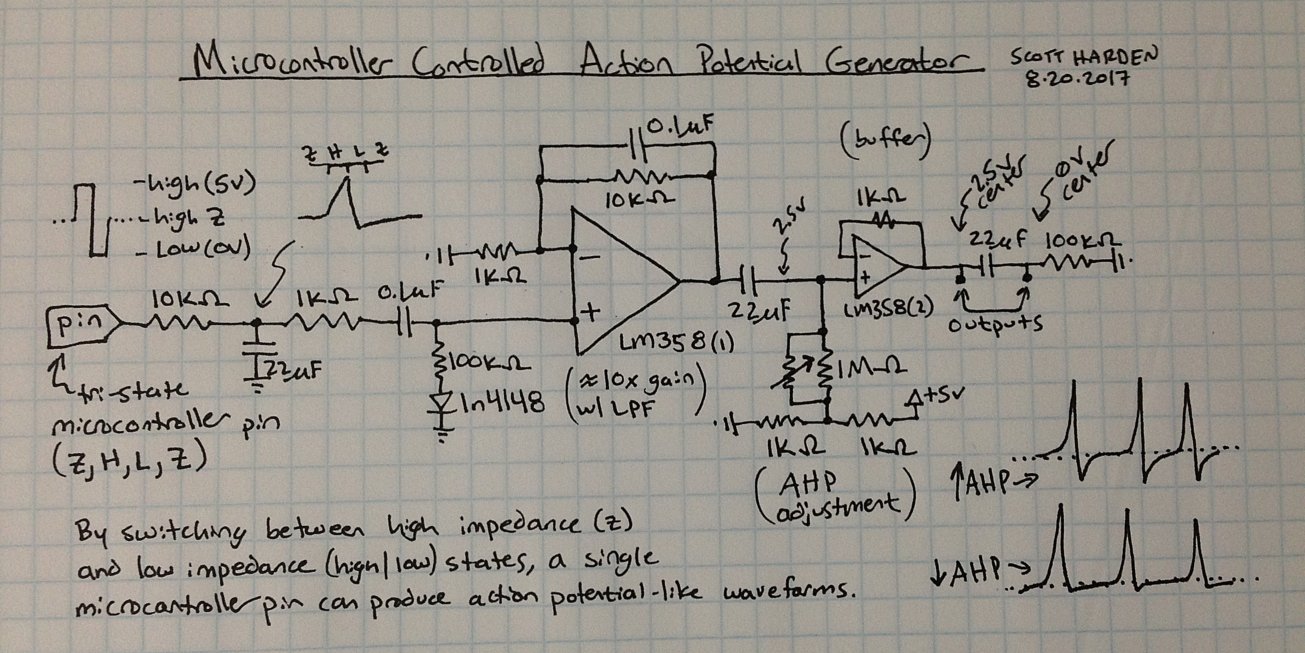 Microcontroller Controlled Action Potential Generator
SCOTT HARDEN
8.20.2017
Z H L Z
-high (5V)
-high Z
-Low (0V)
0.1uF
10KΩ
1KΩ
(buffer)
1KΩ
2.5V
2.5V center
0V center
22uF
100KΩ
10KΩ
1KΩ
0.1uF
pin
22uF
LM358(1)
22uF
LM358(2)
outputs
tri-state
microcontroller pin
(Z, H, L, Z)
100KΩ
1n4148
(≈10x gain)
w/ LPF
1MΩ
+5V
1KΩ
1KΩ
(AHP
adjustment)
↑AHP→
↓AHP→
By switching between high impedance (Z)
and low impedance (high/low) states, a single
microcontroller pin can produce action potential-like waveforms.